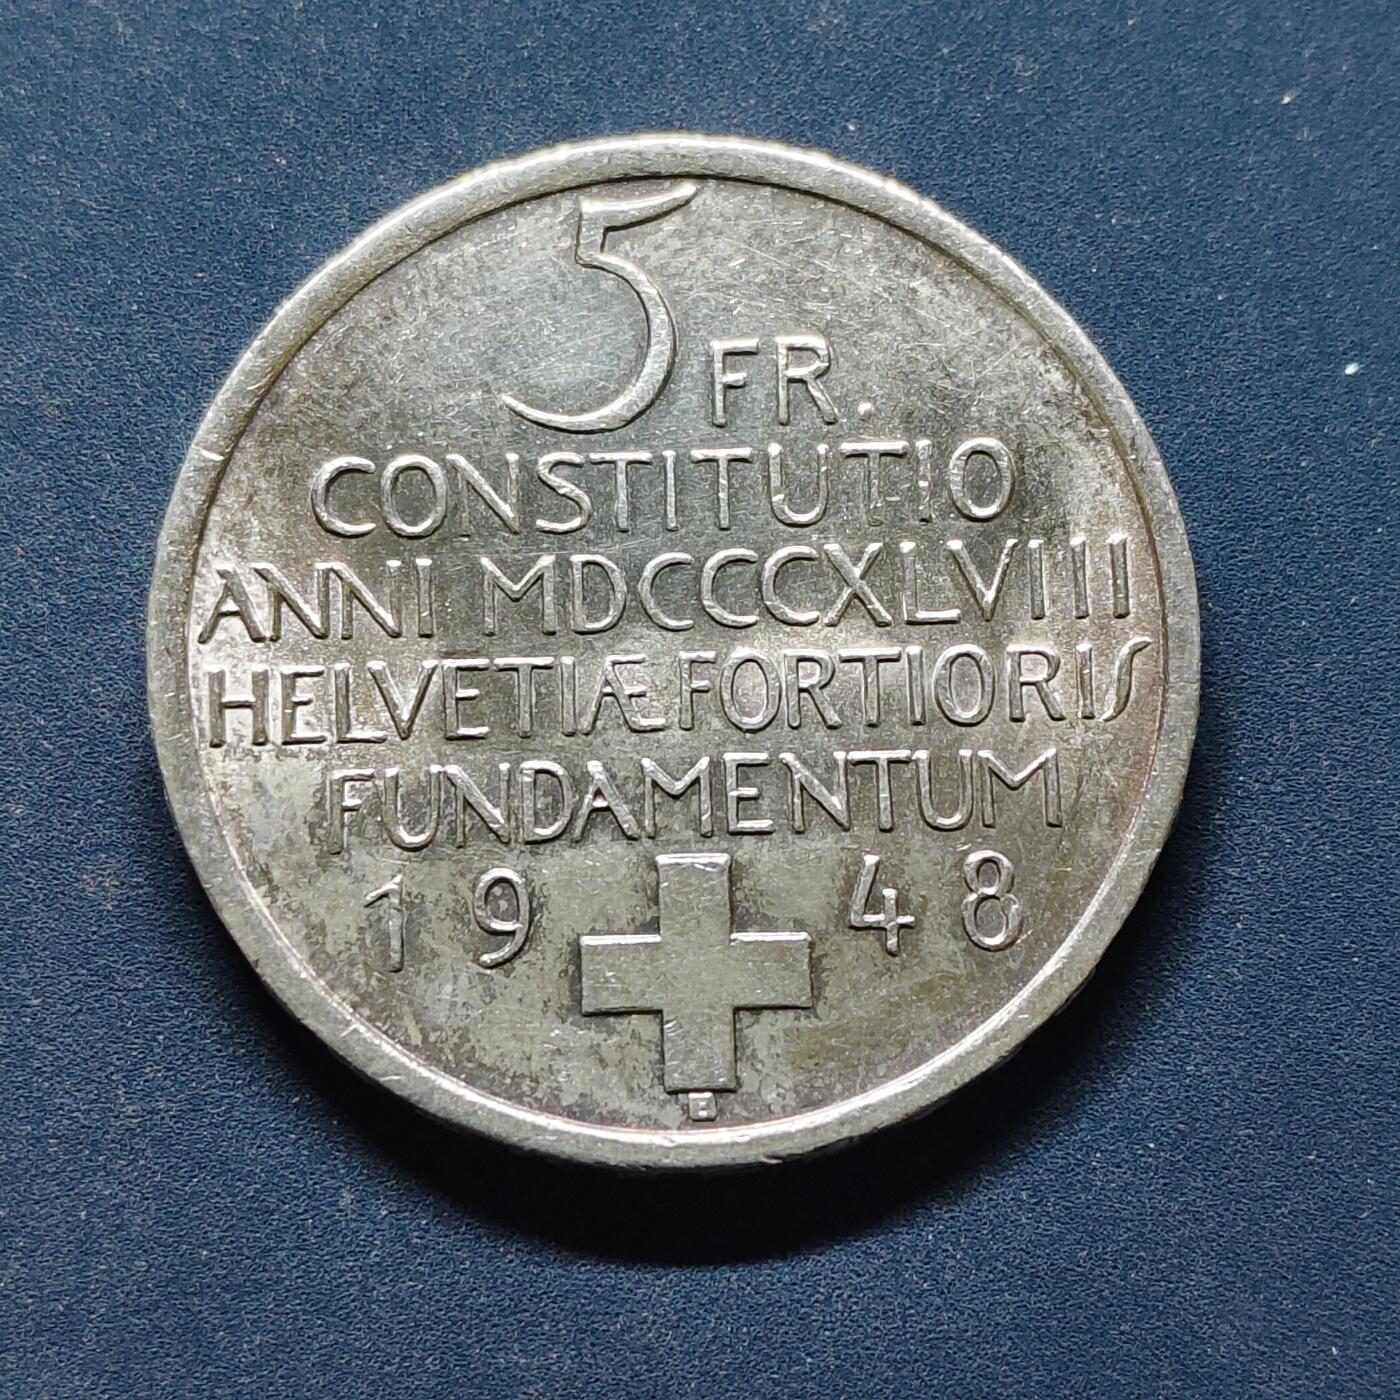 5 FR.
CONSTITUTIO
ANNI MDCCCXLVIII
HELVETIÆ FORTIORIS
FUNDAMENTUM
1948
B